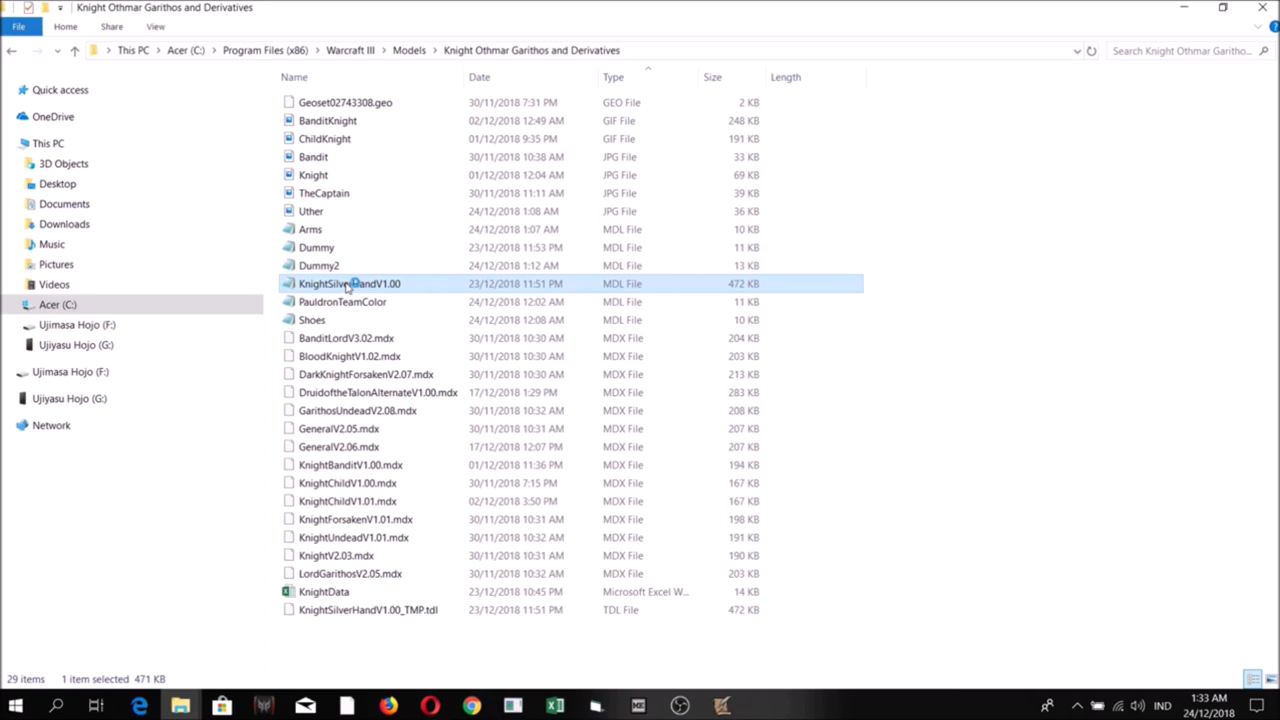 Knight Othmar Garithos and Derivatives
File Home Share View
This PC Acer (C:) Program Files (x86) Warcraft III Models Knight Othmar Garithos and Derivatives Search Knight Othmar Garitho...
Name Date Type Size Length
Quick access
OneDrive
This PC
3D Objects
Desktop
Documents
Downloads
Music
Pictures
Videos
Acer (C:)
Ujimasa Hojo (F:)
Ujiyasu Hojo (G:)
Ujimasa Hojo (F:)
Ujiyasu Hojo (G:)
Network
Geoset02743308.geo 30/11/2018 7:31 PM GEO File 2 KB
BanditKnight 02/12/2018 12:49 AM GIF File 248 KB
ChildKnight 01/12/2018 9:35 PM GIF File 191 KB
Bandit 30/11/2018 10:38 AM JPG File 33 KB
Knight 01/12/2018 12:04 AM JPG File 69 KB
TheCaptain 30/11/2018 11:11 AM JPG File 39 KB
Uther 24/12/2018 1:08 AM JPG File 36 KB
Arms 24/12/2018 1:07 AM MDL File 10 KB
Dummy 23/12/2018 11:53 PM MDL File 11 KB
Dummy2 24/12/2018 1:12 AM MDL File 13 KB
KnightSilverHandV1.00 23/12/2018 11:51 PM MDL File 472 KB
PauldronTeamColor 24/12/2018 12:02 AM MDL File 11 KB
Shoes 24/12/2018 12:08 AM MDL File 10 KB
BanditLordV3.02.mdx 30/11/2018 10:30 AM MDX File 204 KB
BloodKnightV1.02.mdx 30/11/2018 10:30 AM MDX File 203 KB
DarkKnightForsakenV2.07.mdx 30/11/2018 10:30 AM MDX File 213 KB
DruidoftheTalonAlternateV1.00.mdx 17/12/2018 1:29 PM MDX File 283 KB
GarithosUndeadV2.08.mdx 30/11/2018 10:32 AM MDX File 208 KB
GeneralV2.05.mdx 30/11/2018 10:31 AM MDX File 207 KB
GeneralV2.06.mdx 17/12/2018 12:07 PM MDX File 207 KB
KnightBanditV1.00.mdx 01/12/2018 11:36 PM MDX File 194 KB
KnightChildV1.00.mdx 30/11/2018 7:15 PM MDX File 167 KB
KnightChildV1.01.mdx 02/12/2018 3:50 PM MDX File 167 KB
KnightForsakenV1.01.mdx 30/11/2018 10:31 AM MDX File 198 KB
KnightUndeadV1.01.mdx 30/11/2018 10:32 AM MDX File 191 KB
KnightV2.03.mdx 30/11/2018 10:31 AM MDX File 190 KB
LordGarithosV2.05.mdx 30/11/2018 10:32 AM MDX File 203 KB
KnightData 23/12/2018 10:45 PM Microsoft Excel W... 14 KB
KnightSilverHandV1.00_TMP.tdl 23/12/2018 11:51 PM TDL File 472 KB
29 items 1 item selected 471 KB
ME
IND
1:33 AM
24/12/2018